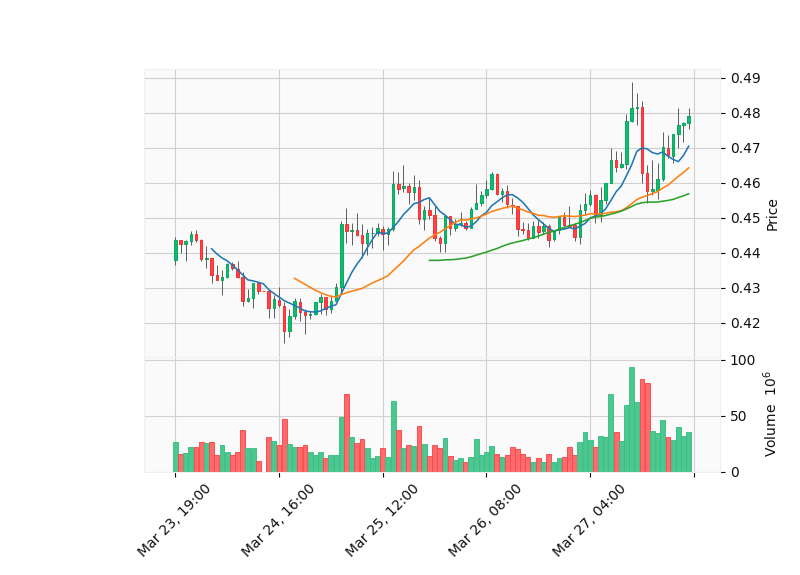 0.49
0.48
0.47
0.46
0.45
0.44
0.43
0.42
Price
100
50
0
Volume 10^6
Mar 23, 19:00
Mar 24, 16:00
Mar 25, 12:00
Mar 26, 08:00
Mar 27, 04:00